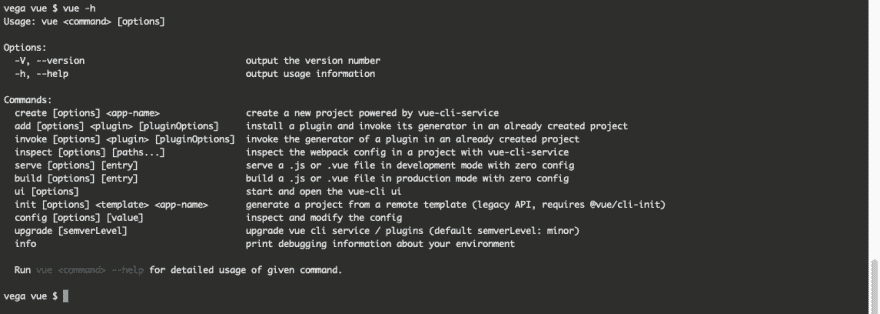 vega vue $ vue -h
Usage: vue <command> [options]

Options:
  -V, --version                              output the version number
  -h, --help                                 output usage information

Commands:
  create [options] <app-name>                create a new project powered by vue-cli-service
  add [options] <plugin> [pluginOptions]     install a plugin and invoke its generator in an already created project
  invoke [options] <plugin> [pluginOptions]  invoke the generator of a plugin in an already created project
  inspect [options] [paths...]               inspect the webpack config in a project with vue-cli-service
  serve [options] [entry]                    serve a .js or .vue file in development mode with zero config
  build [options] [entry]                    build a .js or .vue file in production mode with zero config
  ui [options]                               start and open the vue-cli ui
  init [options] <template> <app-name>       generate a project from a remote template (legacy API, requires @vue/cli-init)
  config [options] [value]                   inspect and modify the config
  upgrade [semverLevel]                      upgrade vue cli service / plugins (default semverLevel: minor)
  info                                       print debugging information about your environment

  Run vue <command> --help for detailed usage of given command.

vega vue $